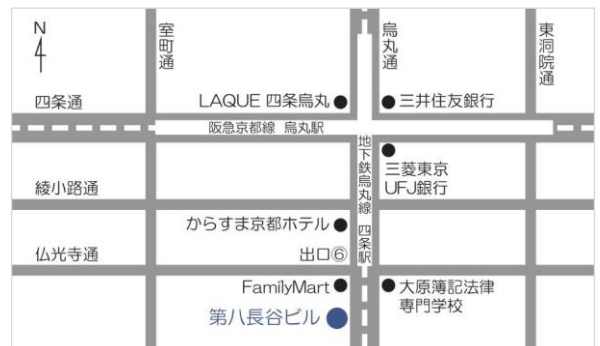 N
室町通
烏丸通
東洞院通
四条通
LAQUE 四条烏丸
三井住友銀行
阪急京都線 烏丸駅
地下鉄烏丸線 四条駅
三菱東京
UFJ銀行
綾小路通
からすま京都ホテル
仏光寺通
出口⑥
FamilyMart
大原簿記法律
専門学校
第八長谷ビル